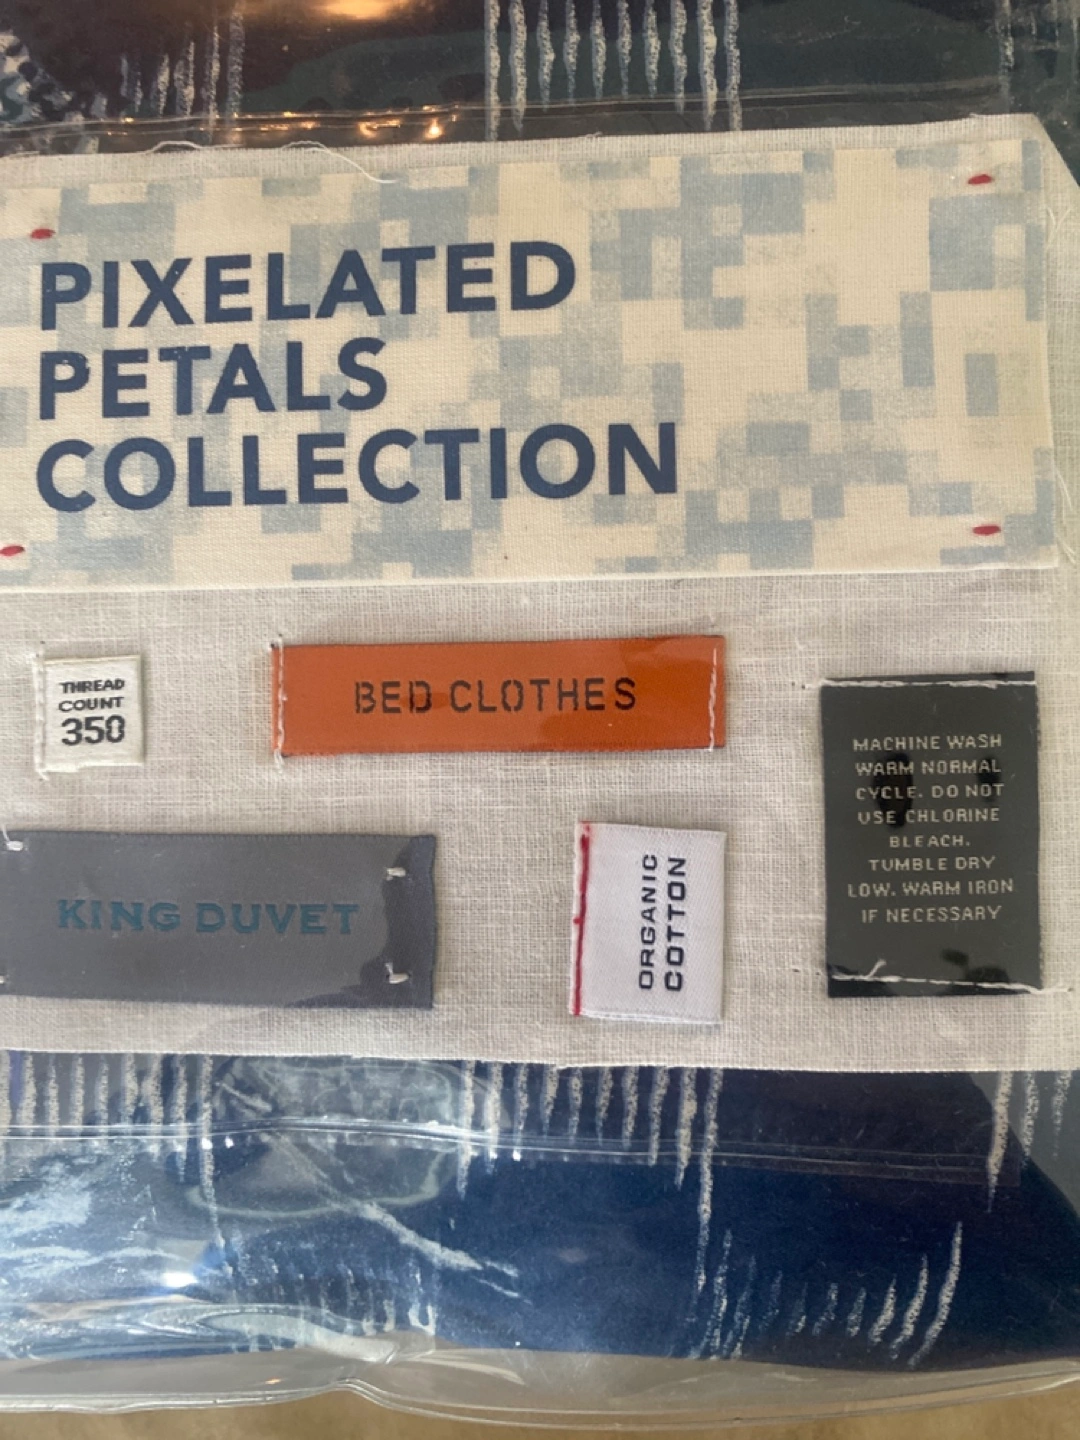 PIXELATED
PETALS
COLLECTION
THREAD
COUNT
350
BED CLOTHES
MACHINE WASH
WARM NORMAL
CYCLE. DO NOT
USE CHLORINE
BLEACH.
TUMBLE DRY
LOW. WARM IRON
IF NECESSARY
KING DUVET
ORGANIC
COTTON